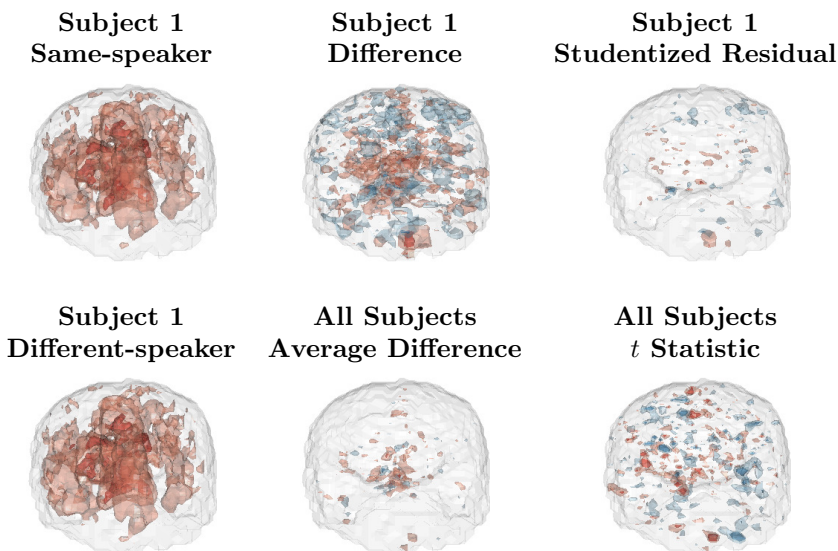 Subject 1
Same-speaker
Subject 1
Difference
Subject 1
Studentized Residual
Subject 1
Different-speaker
All Subjects
Average Difference
All Subjects
t Statistic